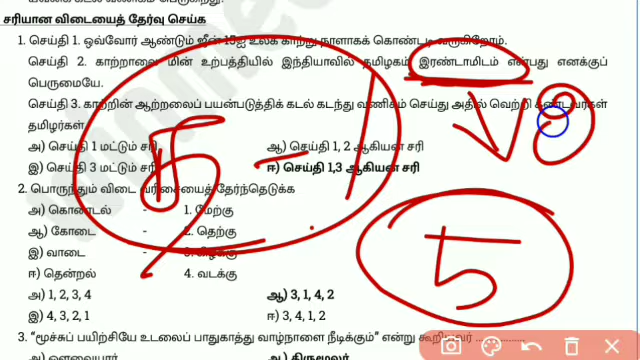 சரியான விடையைத் தேர்வு செய்க
1. செய்தி 1. ஒவ்வோர் ஆண்டும் ஜீன் 15ஐ உலக காற்று நாளாகக் கொண்டாடி வருகிறோம்.
செய்தி 2. காற்றாலை மின் உற்பத்தியில் இந்தியாவில் தமிழகம் இரண்டாமிடம் என்பது எனக்குப்
பெருமையே.
செய்தி 3. காற்றின் ஆற்றலைப் பயன்படுத்திக் கடல் கடந்து வணிகம் செய்து அதில் வெற்றி கண்டவர்கள்
தமிழர்கள்
அ) செய்தி 1 மட்டும் சரி ஆ) செய்தி 1, 2 ஆகியன சரி
இ) செய்தி 3 மட்டும் சரி ஈ) செய்தி 1,3 ஆகியன சரி
2. பொருந்தும் விடை வரிசையைத் தேர்ந்தெடுக்க
அ) கொண்டல் - 1. மேற்கு
ஆ) கோடை - 2. தெற்கு
இ) வாடை - 3. கிழக்கு
ஈ) தென்றல் 4. வடக்கு
அ) 1, 2, 3, 4 ஆ) 3, 1, 4, 2
இ) 4, 3, 2, 1 ஈ) 3, 4, 1, 2
5
3. "மூச்சுப் பயிற்சியே உடலைப் பாதுகாத்து வாழ்நாளை நீடிக்கும்" என்று கூறியவர்
அ) ஔவையார் ஆ) திருமூலர்